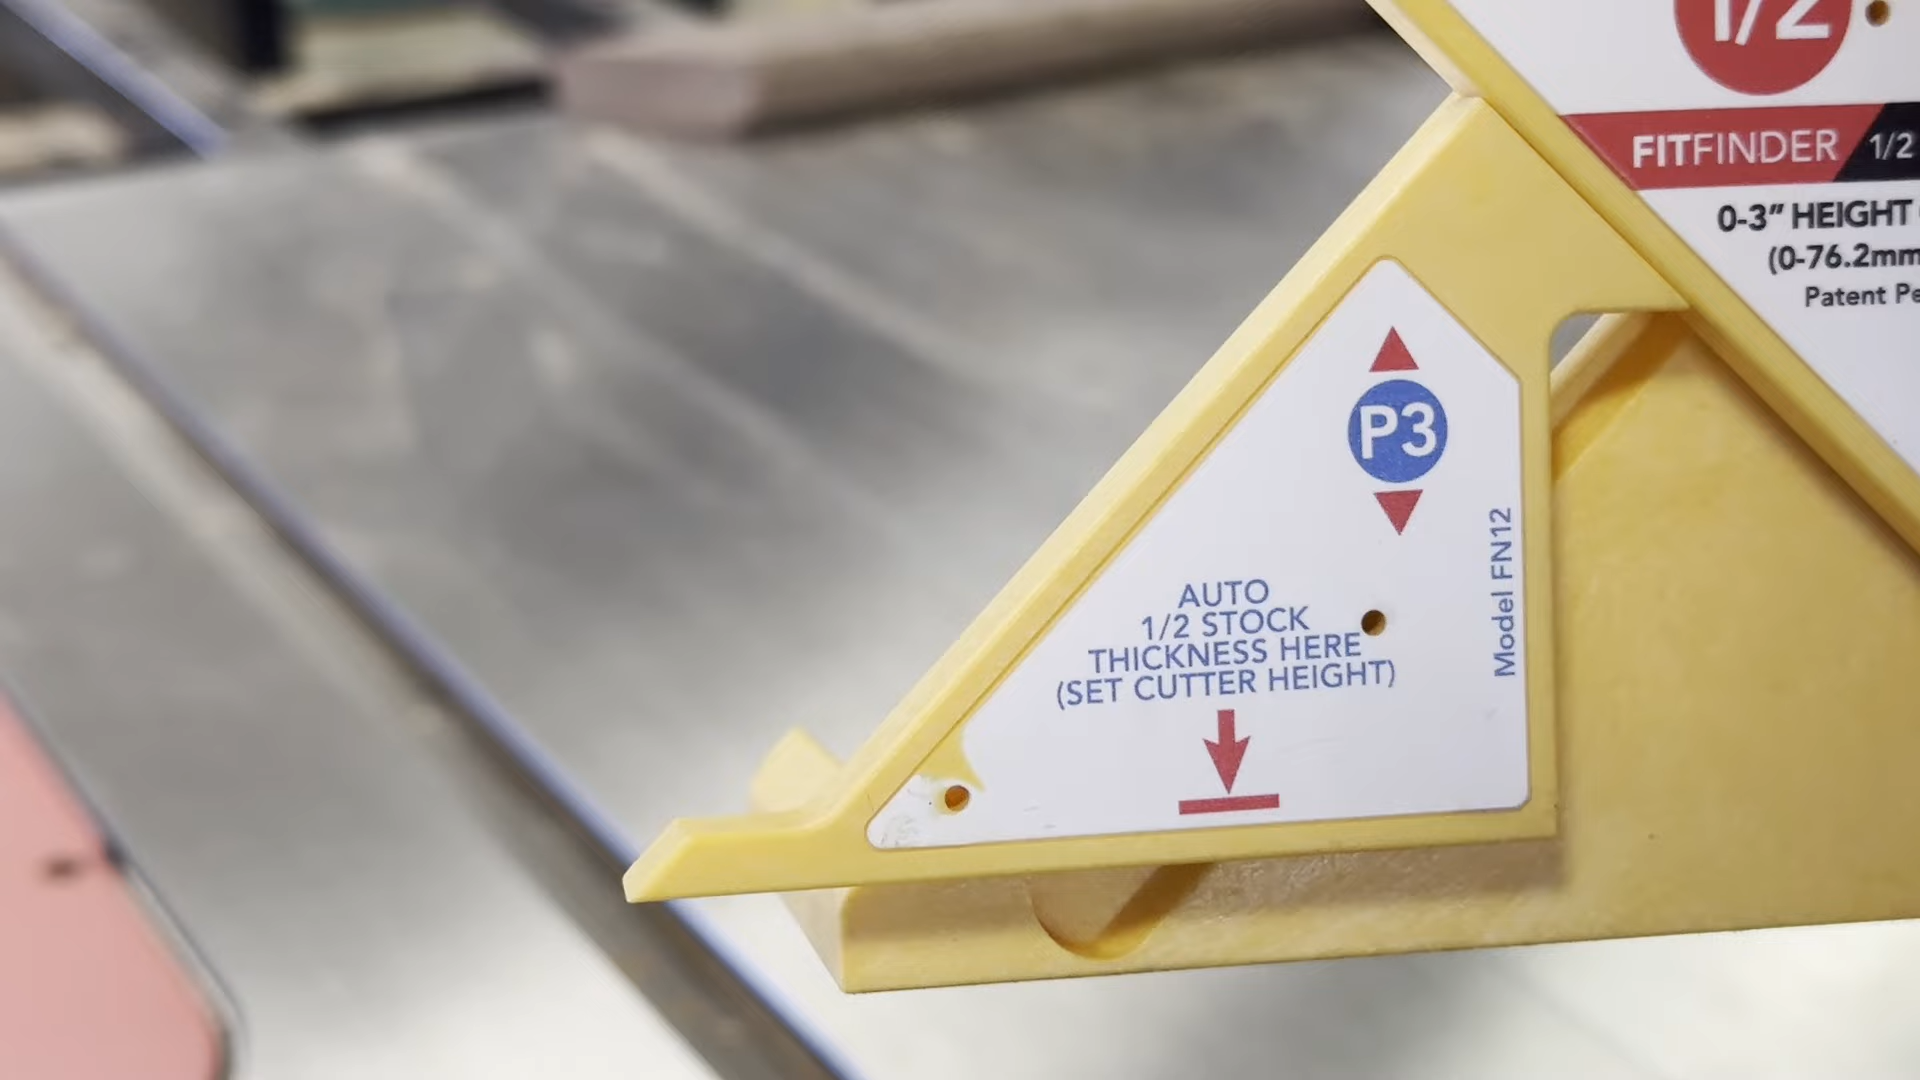 1/2
FITFINDER 1/2
0-3" HEIGHT
(0-76.2mm
Patent
P3
Model FN12
AUTO
1/2 STOCK
THICKNESS HERE
(SET CUTTER HEIGHT)